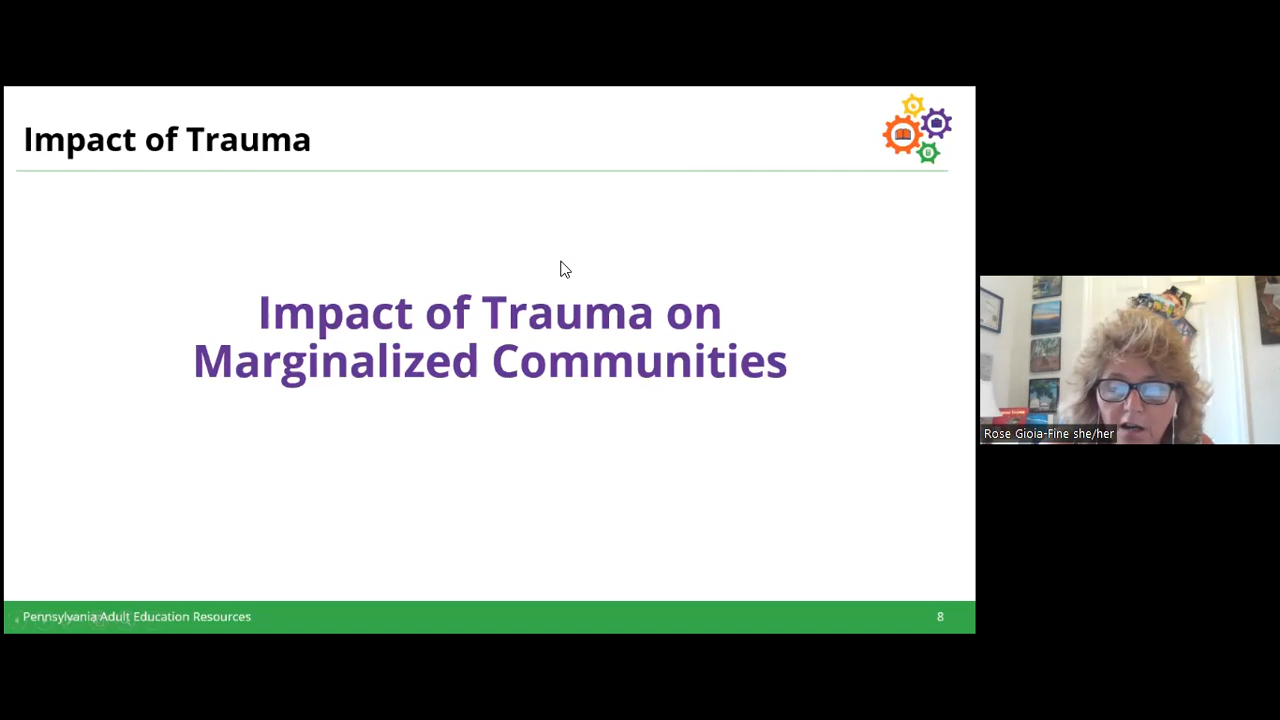 Impact of Trauma
Impact of Trauma on
Marginalized Communities
Rose Gioia-Fine she/her
Pennsylvania Adult Education Resources
8